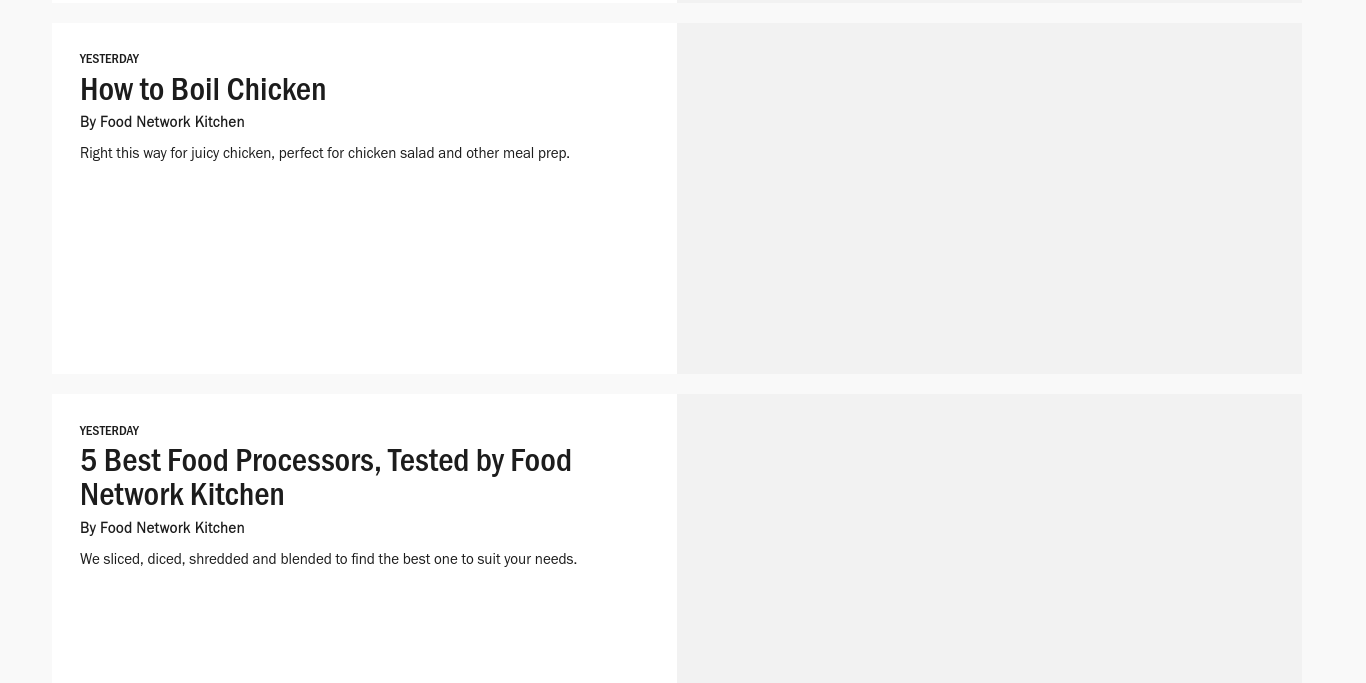 YESTERDAY
How to Boil Chicken
By Food Network Kitchen
Right this way for juicy chicken, perfect for chicken salad and other meal prep.
YESTERDAY
5 Best Food Processors, Tested by Food
Network Kitchen
By Food Network Kitchen
We sliced, diced, shredded and blended to find the best one to suit your needs.